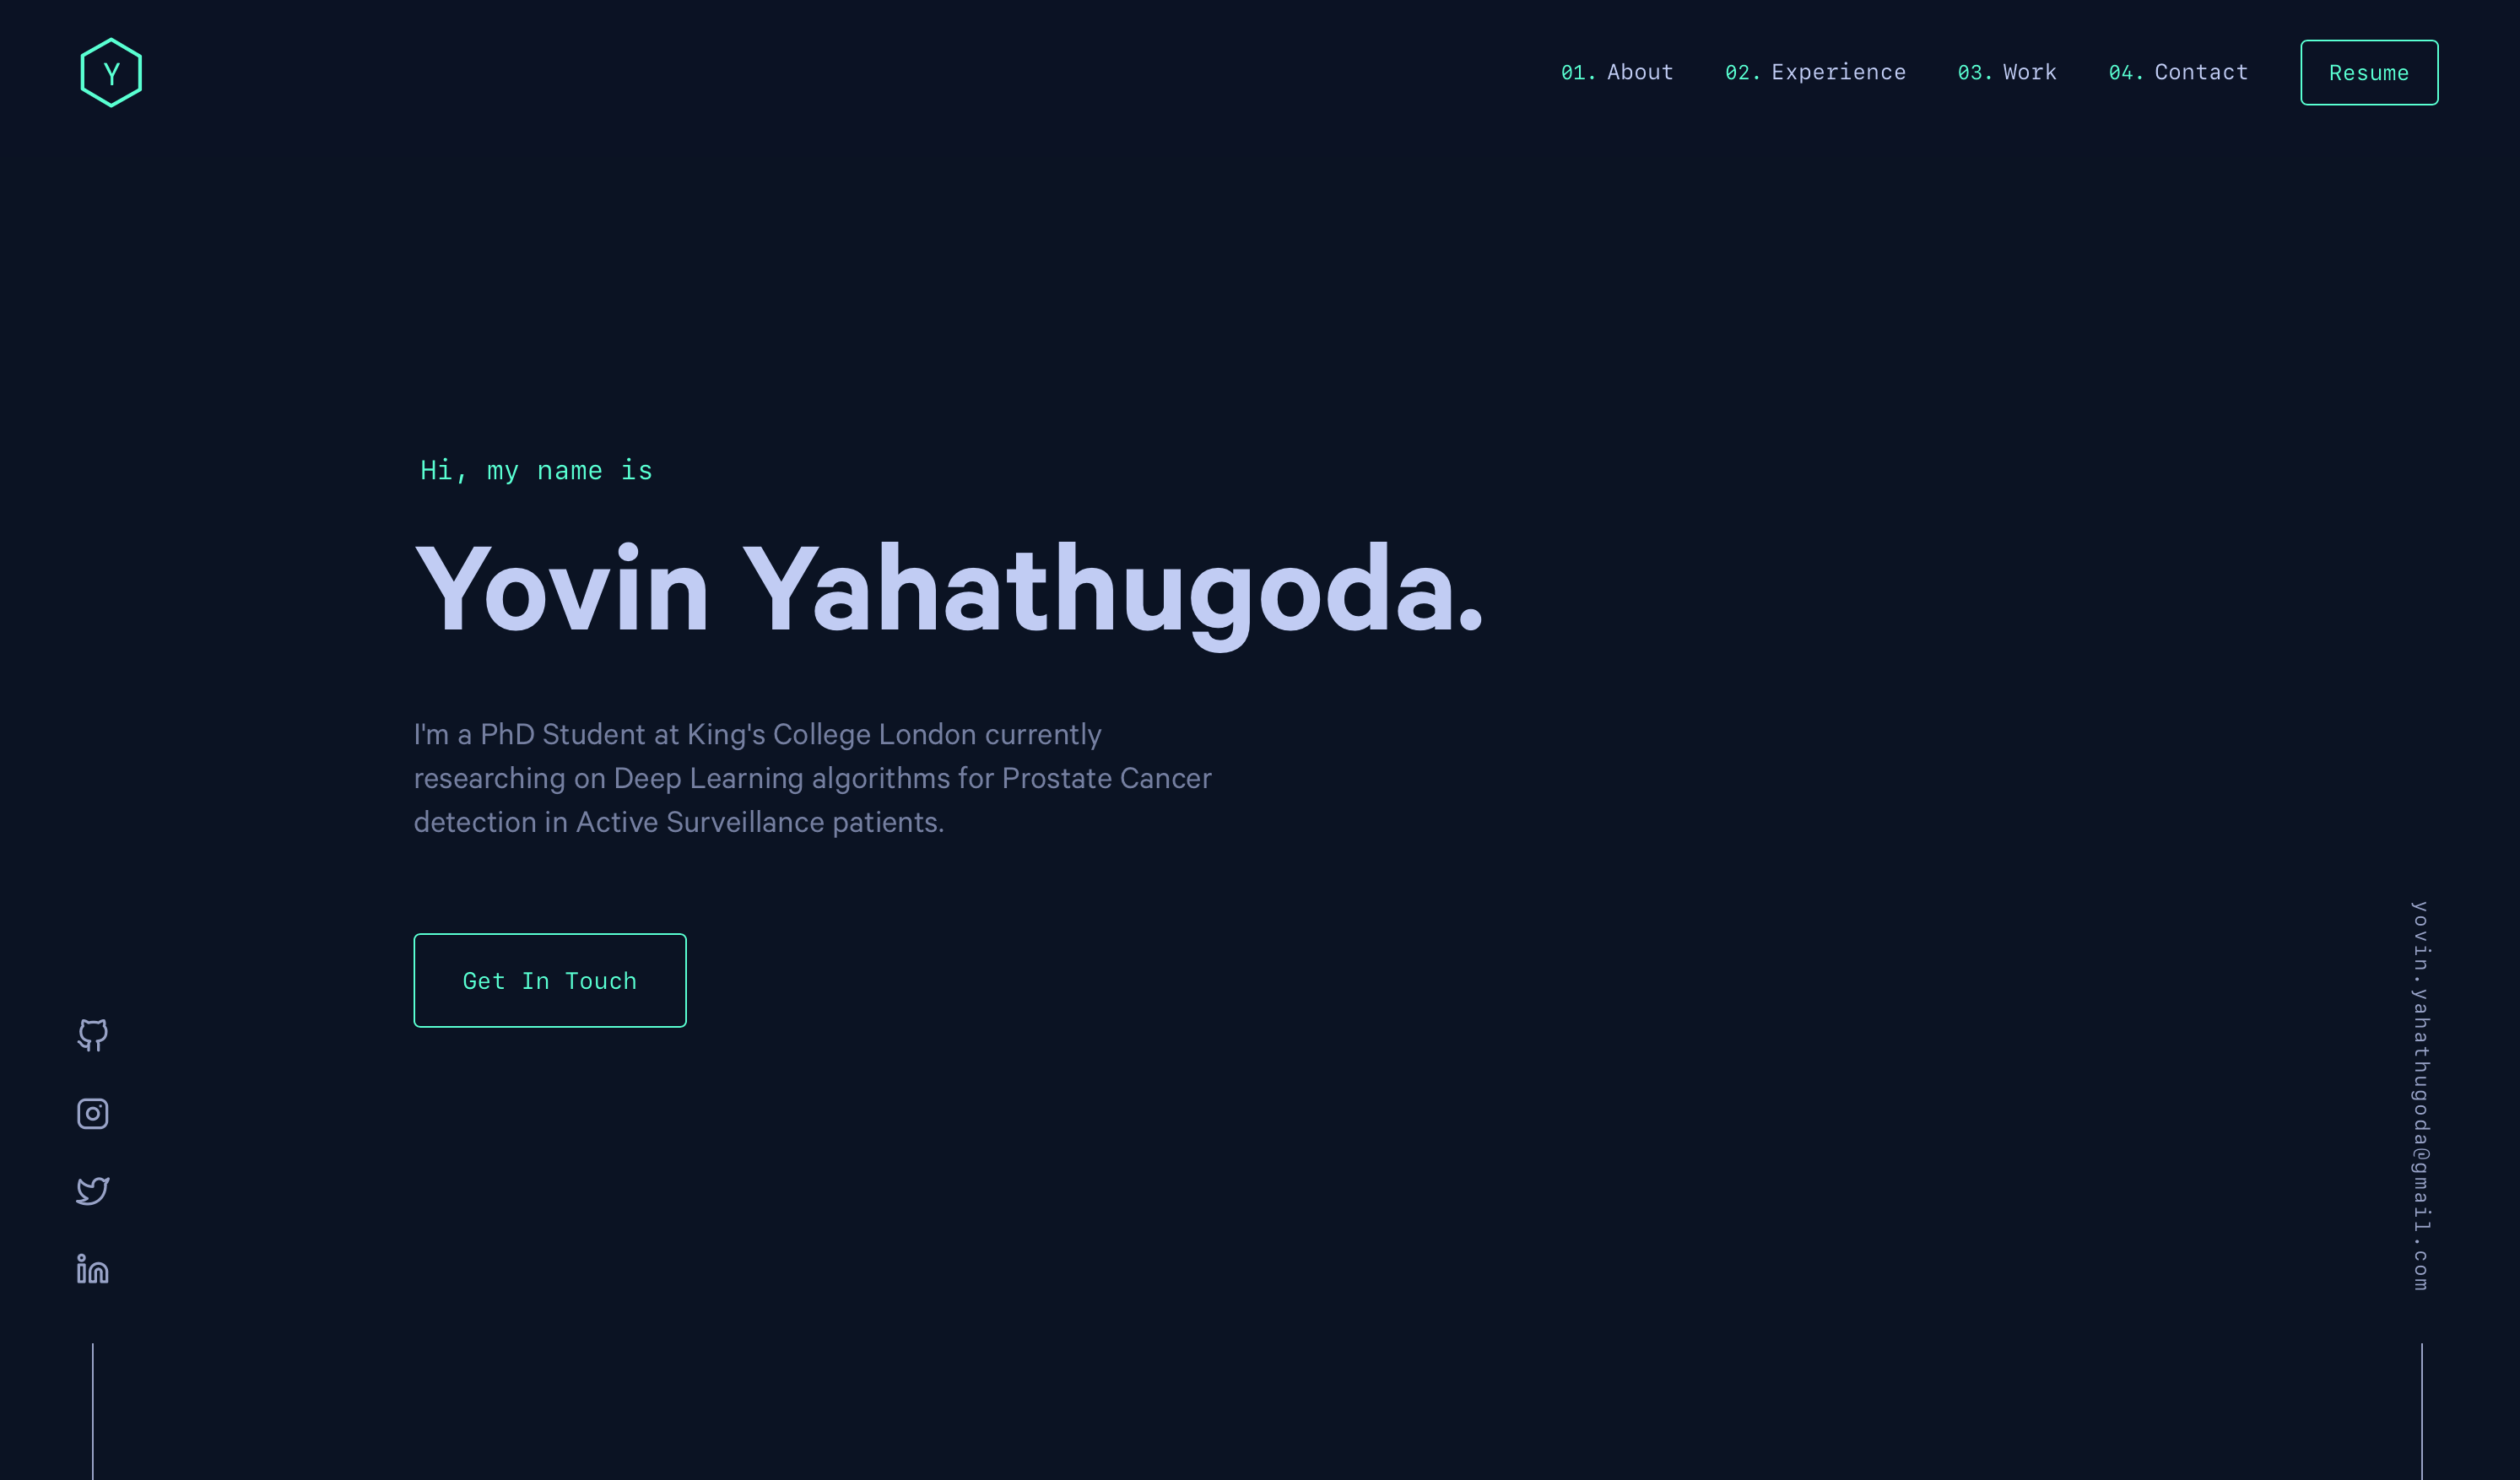 Y
01. About 02. Experience 03. Work 04. Contact Resume
Hi, my name is
Yovin Yahathugoda.
I'm a PhD Student at King's College London currently
researching on Deep Learning algorithms for Prostate Cancer
detection in Active Surveillance patients.
Get In Touch
in
yovin.yahathugoda@gmail.com